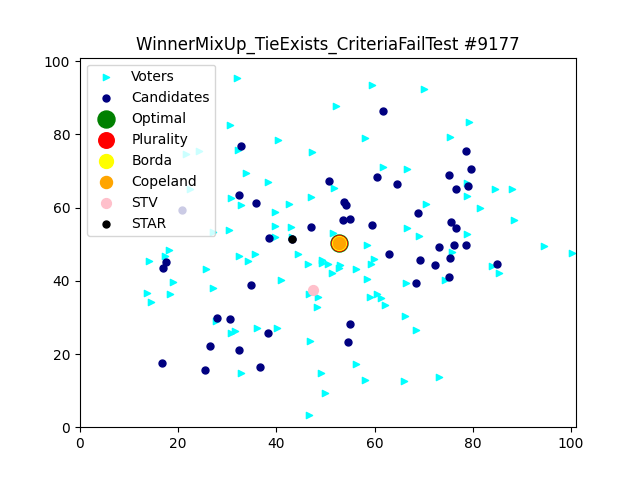 WinnerMixUp_TieExists_CriteriaFailTest #9177
100
80
60
40
20
0
Voters
Candidates
Optimal
Plurality
Borda
Copeland
STV
STAR
0 20 40 60 80 100